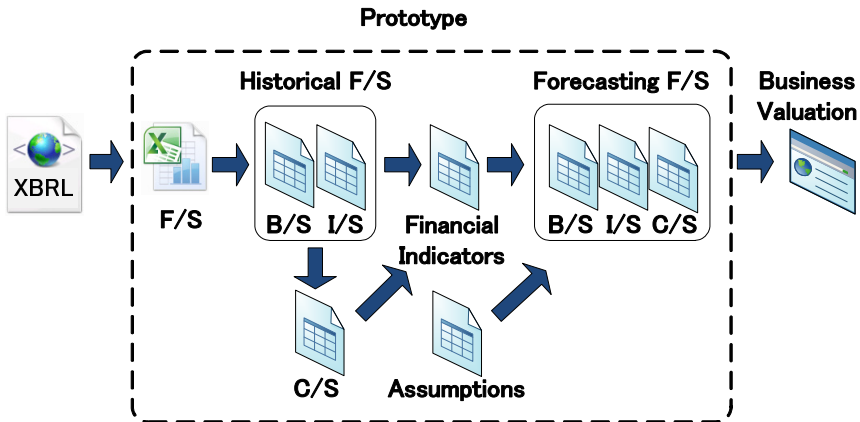 Prototype
Historical F/S
Forecasting F/S
Business
Valuation
XBRL
F/S
B/S I/S
Financial
Indicators
B/S I/S C/S
C/S
Assumptions